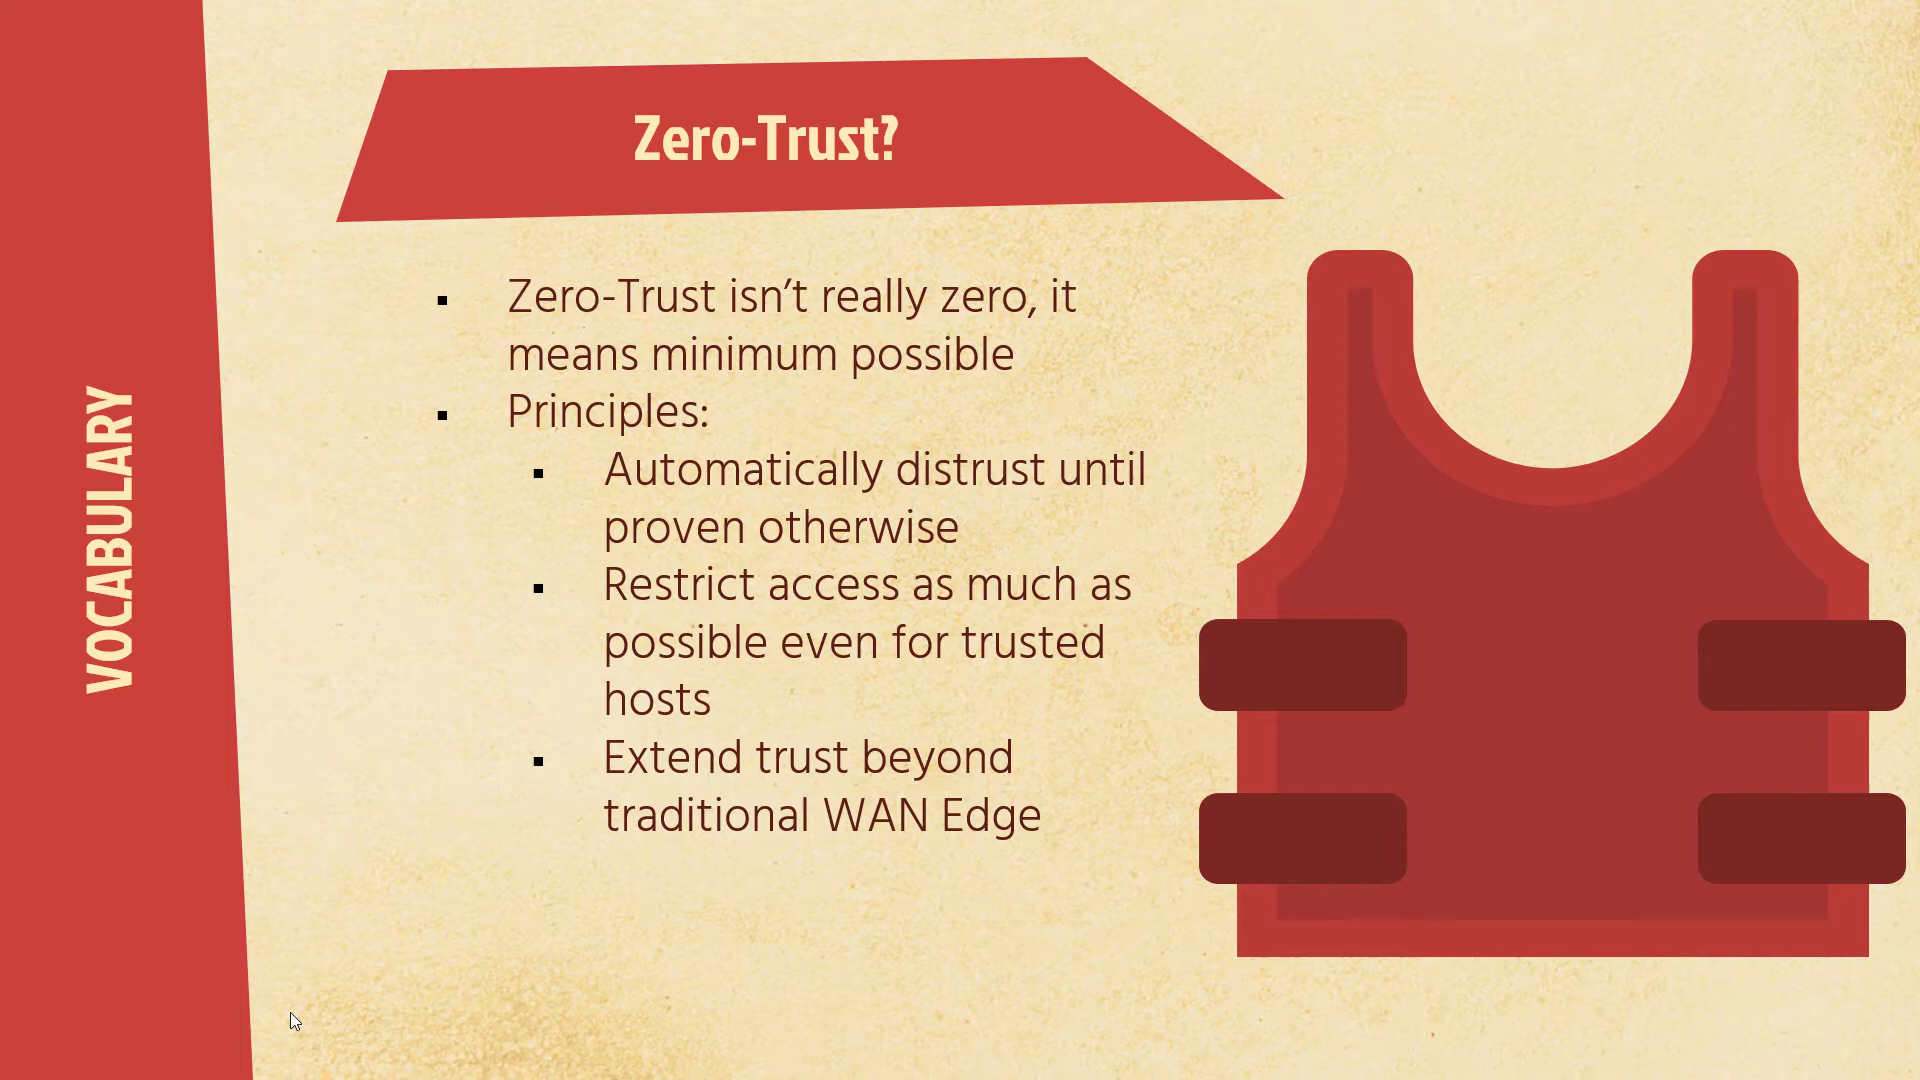 VOCABULARY
Zero-Trust?
▪ Zero-Trust isn’t really zero, it
means minimum possible
▪ Principles:
▪ Automatically distrust until
proven otherwise
▪ Restrict access as much as
possible even for trusted
hosts
▪ Extend trust beyond
traditional WAN Edge